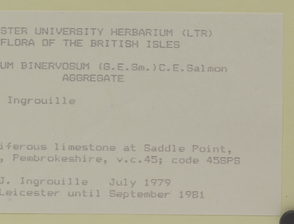 STER UNIVERSITY HERBARIUM (LTR)
FLORA OF THE BRITISH ISLES
UM BINERVOSUM (G.E.Sm.)C.E.Salmon
AGGREGATE
Ingrouille
iferous limestone at Saddle Point,
, Pembrokeshire, v.c.45; code 45SPS
J. Ingrouille July 1979
Leicester until September 1981